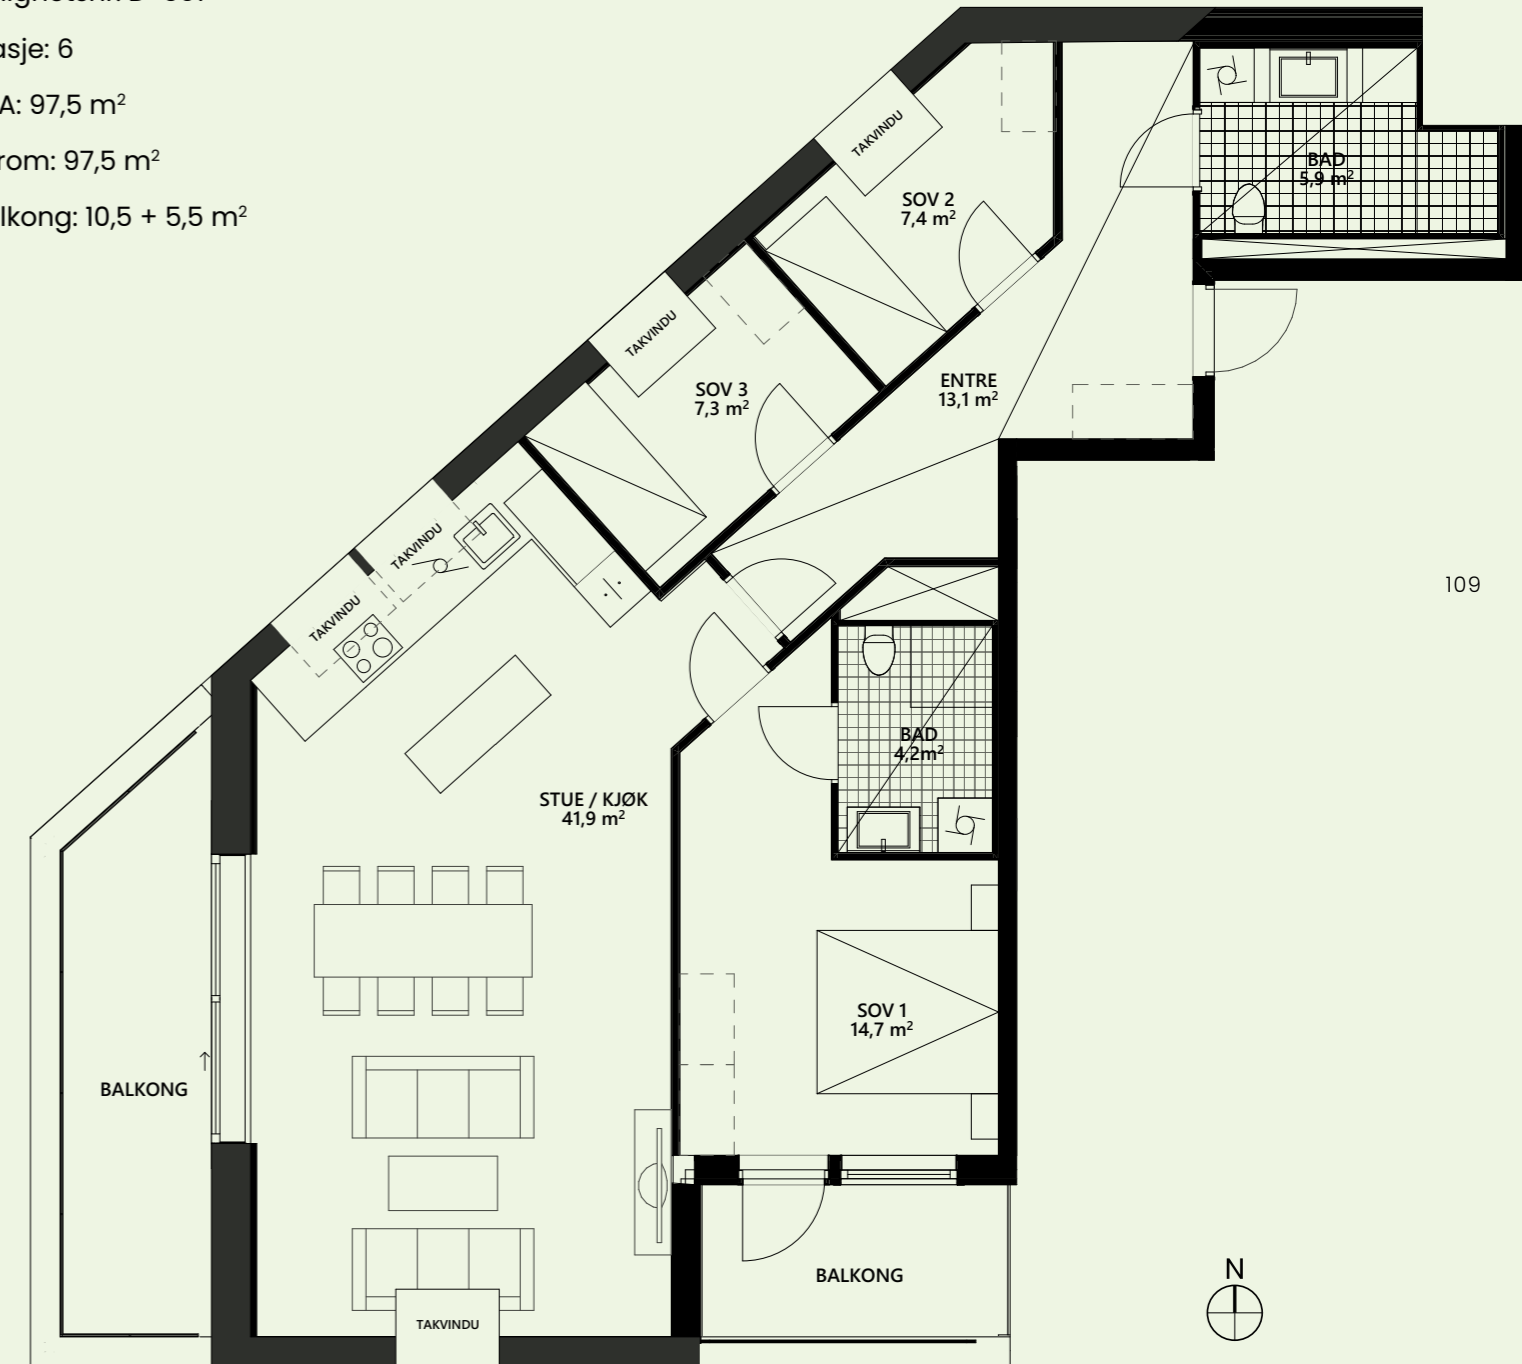 asje: 6
A: 97,5 m²
rom: 97,5 m²
lkong: 10,5 + 5,5 m²
TAKVINDU
SOV 2
7,4 m²
BAD
5,9 m²
TAKVINDU
SOV 3
7,3 m²
ENTRE
13,1 m²
TAKVINDU
TAKVINDU
109
BAD
4,2m²
STUE / KJØK
41,9 m²
SOV 1
14,7 m²
BALKONG
BALKONG
TAKVINDU
N